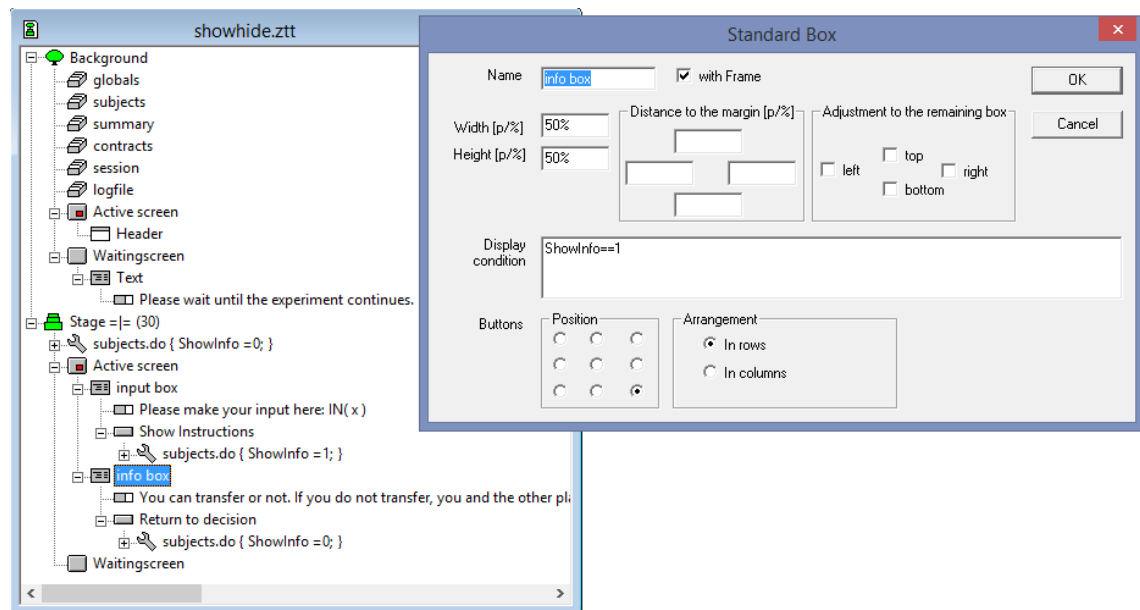 showhide.ztt
Background
globals
subjects
summary
contracts
session
logfile
Active screen
Header
Waitingscreen
Text
Please wait until the experiment continues.
Stage =|= (30)
subjects.do { ShowInfo =0; }
Active screen
input box
Please make your input here: IN( x )
Show Instructions
subjects.do { ShowInfo =1; }
info box
You can transfer or not. If you do not transfer, you and the other pla
Return to decision
subjects.do { ShowInfo =0; }
Waitingscreen
Standard Box
Name info box with Frame OK
Width [p/%] 50% Distance to the margin [p/%] Adjustment to the remaining box Cancel
Height [p/%] 50%
top
left right
bottom
Display ShowInfo==1
condition
Buttons Position Arrangement
In rows
In columns